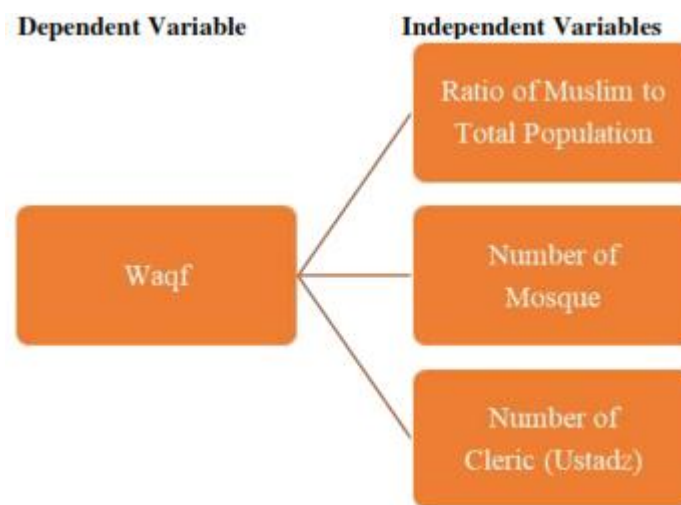 Dependent Variable
Independent Variables
Ratio of Muslim to
Total Population
Waqf
Number of
Mosque
Number of
Cleric (Ustadz)